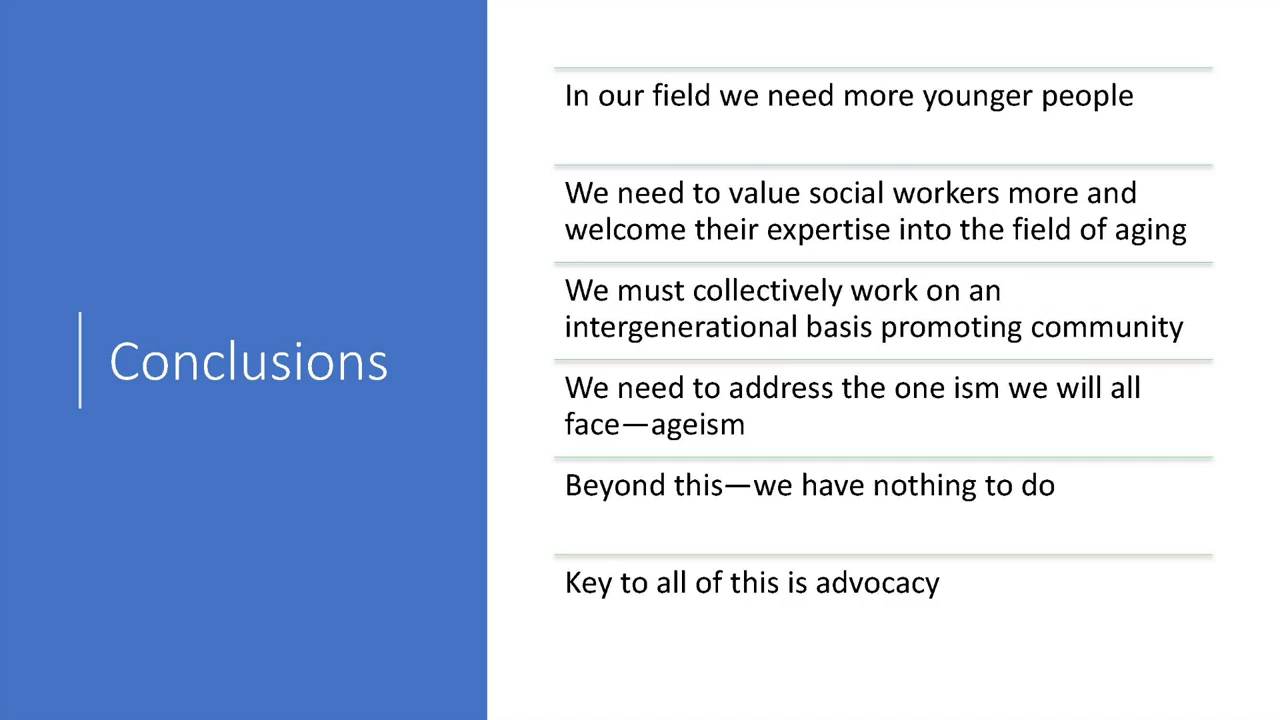 Conclusions
In our field we need more younger people
We need to value social workers more and
welcome their expertise into the field of aging
We must collectively work on an
intergenerational basis promoting community
We need to address the one ism we will all
face—ageism
Beyond this—we have nothing to do
Key to all of this is advocacy